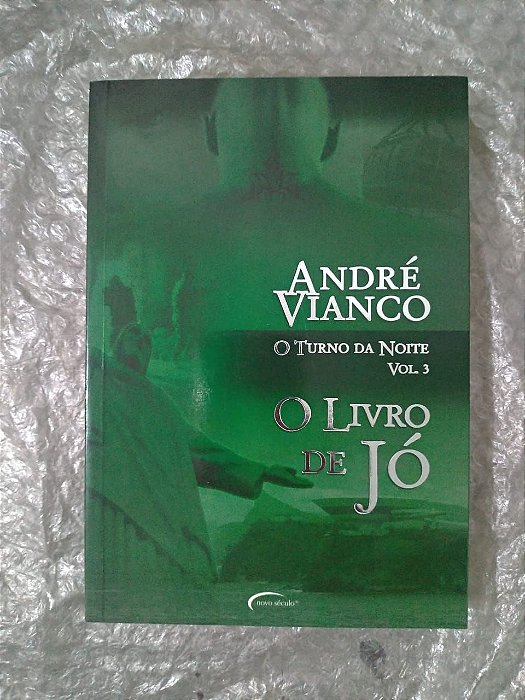 ANDRÉ
VIANCO
O TURNO DA NOITE
VOL. 3
O LIVRO
DE JÓ
novo século